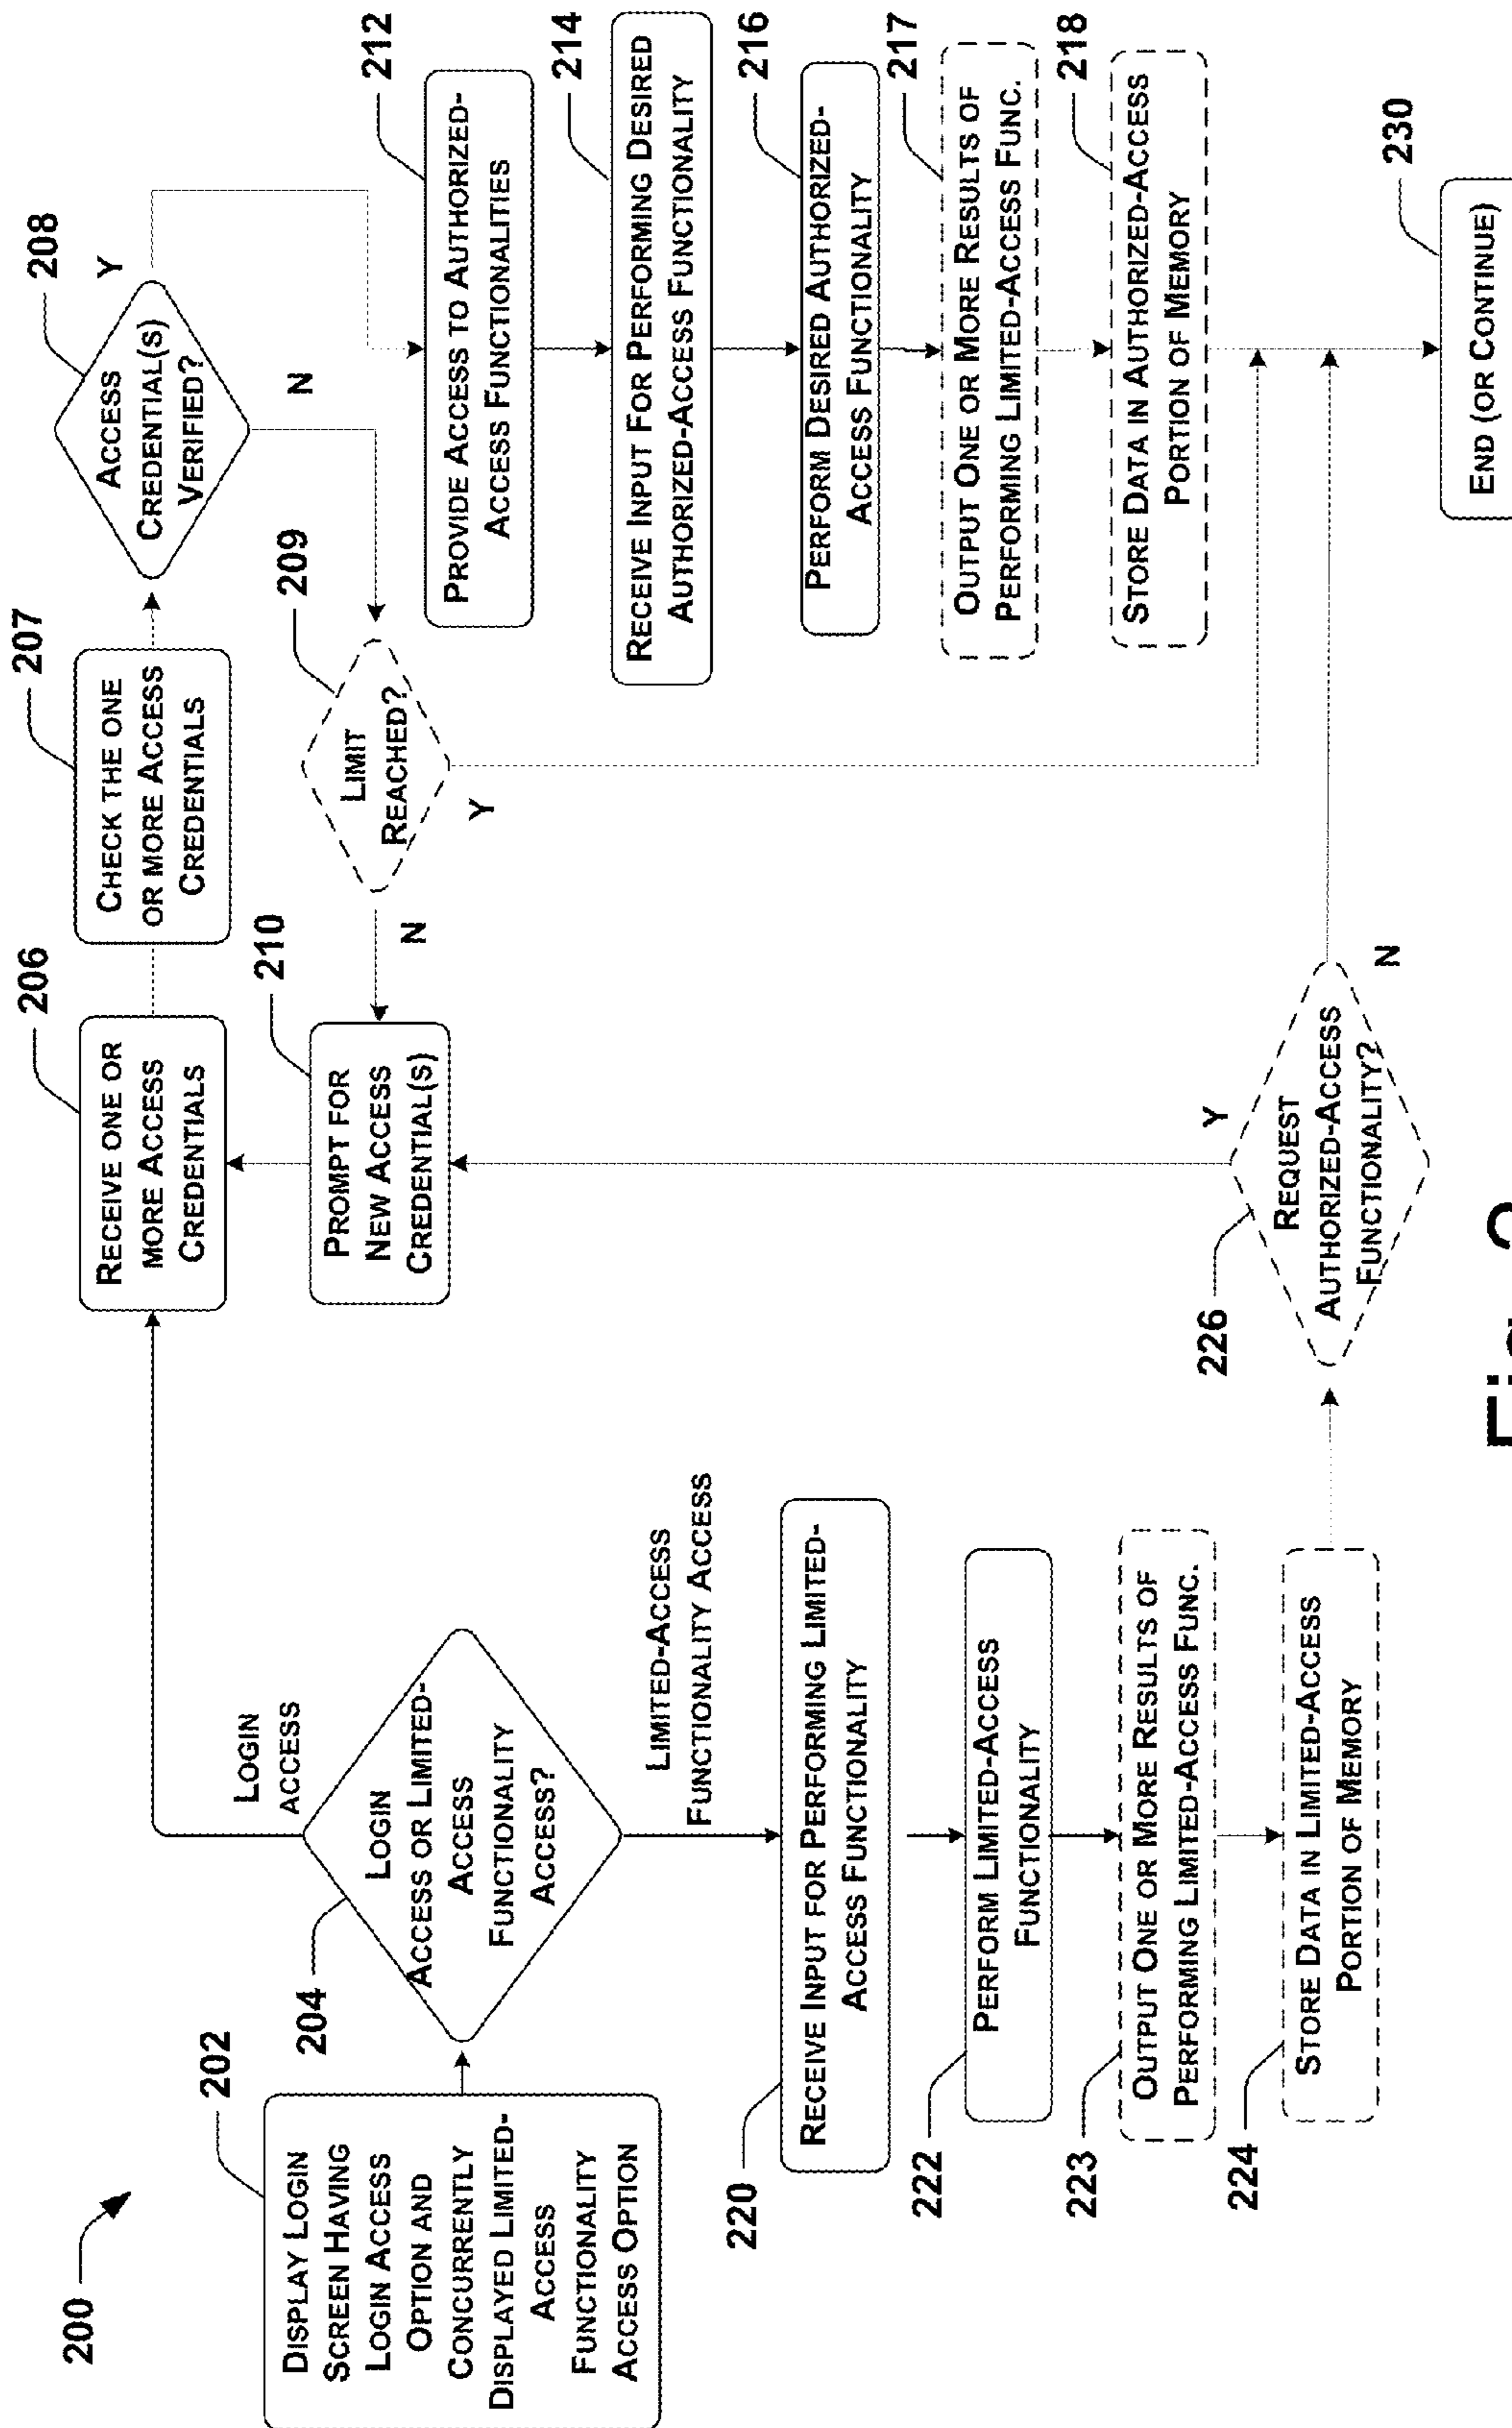 200
202
DISPLAY LOGIN
SCREEN HAVING
LOGIN ACCESS
OPTION AND
CONCURRENTLY
DISPLAYED LIMITED-
ACCESS
FUNCTIONALITY
ACCESS OPTION
204
LOGIN
ACCESS OR LIMITED-
ACCESS
FUNCTIONALITY
ACCESS?
LOGIN
ACCESS
LIMITED-ACCESS
FUNCTIONALITY ACCESS
206
RECEIVE ONE OR
MORE ACCESS
CREDENTIALS
207
CHECK THE ONE
OR MORE ACCESS
CREDENTIALS
208
ACCESS
CREDENTIAL(S)
VERIFIED?
Y
N
209
LIMIT
REACHED?
Y
N
210
PROMPT FOR
NEW ACCESS
CREDENTIAL(S)
212
PROVIDE ACCESS TO AUTHORIZED-
ACCESS FUNCTIONALITIES
214
RECEIVE INPUT FOR PERFORMING DESIRED
AUTHORIZED-ACCESS FUNCTIONALITY
216
PERFORM DESIRED AUTHORIZED-
ACCESS FUNCTIONALITY
217
OUTPUT ONE OR MORE RESULTS OF
PERFORMING LIMITED-ACCESS FUNC.
218
STORE DATA IN AUTHORIZED-ACCESS
PORTION OF MEMORY
220
RECEIVE INPUT FOR PERFORMING LIMITED-
ACCESS FUNCTIONALITY
222
PERFORM LIMITED-ACCESS
FUNCTIONALITY
223
OUTPUT ONE OR MORE RESULTS OF
PERFORMING LIMITED-ACCESS FUNC.
224
STORE DATA IN LIMITED-ACCESS
PORTION OF MEMORY
226
REQUEST
AUTHORIZED-ACCESS
FUNCTIONALITY?
Y
N
230
END (OR CONTINUE)